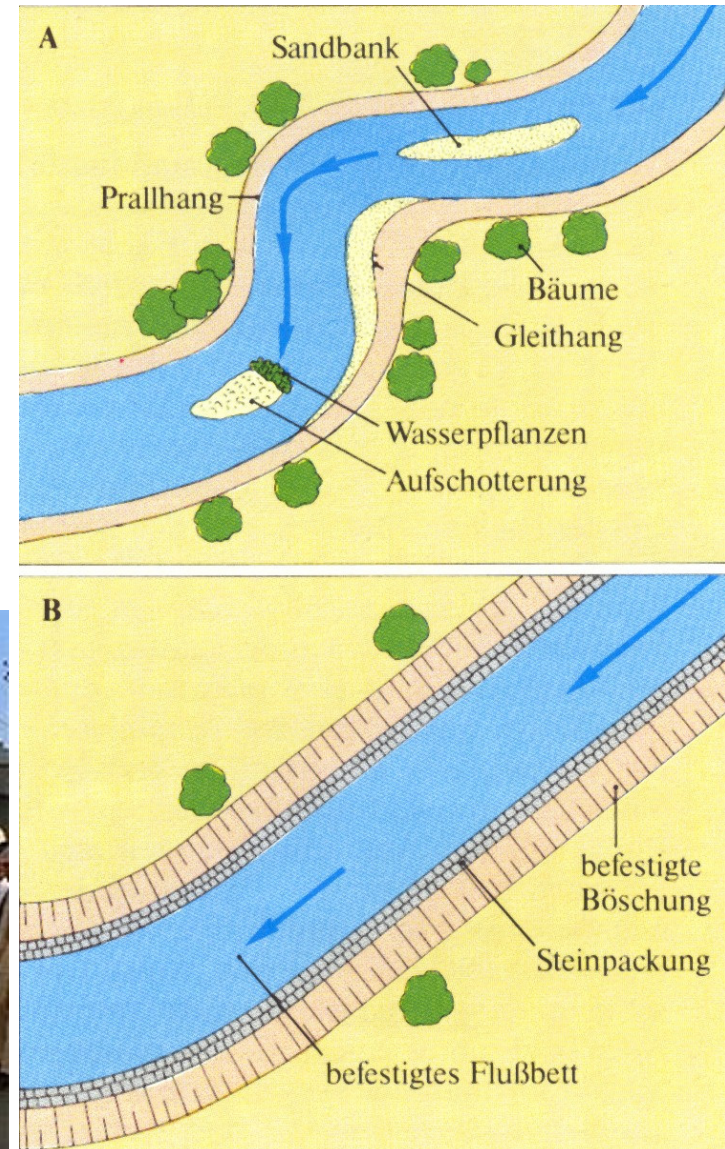 A
Sandbank
Prallhang
Bäume
Gleithang
Wasserpflanzen
Aufschotterung
B
befestigte
Böschung
Steinpackung
befestigtes Flußbett